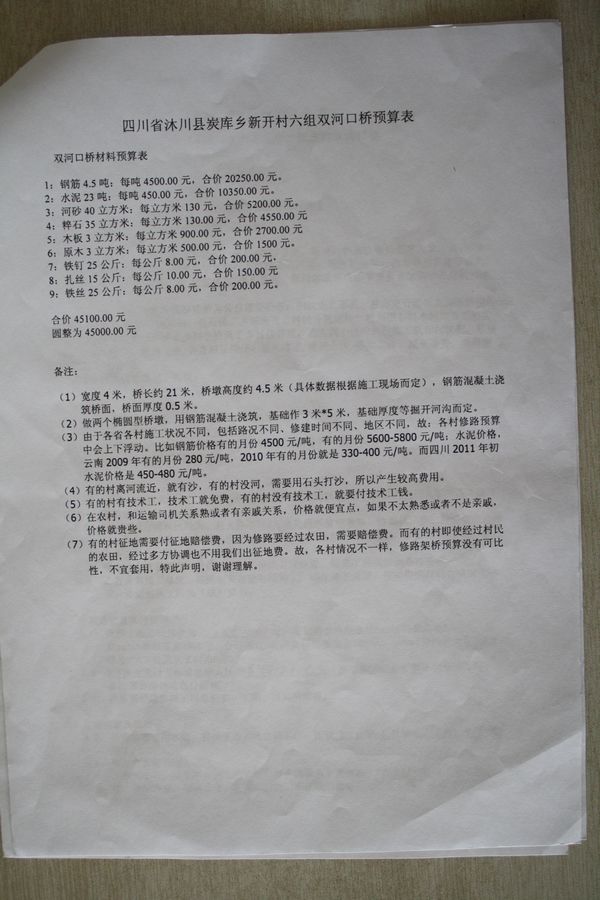 四川省沐川县炭库乡新开村六组双河口桥预算表
双河口桥材料预算表
1：钢筋 4.5 吨；每吨 4500.00 元，合价 20250.00 元。
2：水泥 23 吨；每吨 450.00 元，合价 10350.00 元。
3：河砂 40 立方米；每立方米 130 元，合价 5200.00 元。
4：粹石 35 立方米；每立方米 130.00 元，合价 4550.00 元
5：木板 3 立方米；每立方米 900.00 元，合价 2700.00 元
6：原木 3 立方米；每立方米 500.00 元，合价 1500 元。
7：铁钉 25 公斤；每公斤 8.00 元，合价 200.00 元，
8：扎丝 15 公斤；每公斤 10.00 元，合价 150.00 元
9：铁丝 25 公斤；每公斤 8.00 元，合价 200.00 元。
合价 45100.00 元
圆整为 45000.00 元
备注：
（1）宽度 4 米，桥长约 21 米，桥墩高度约 4.5 米（具体数据根据施工现场而定），钢筋混凝土浇
筑桥面，桥面厚度 0.5 米。
（2）做两个椭圆型桥墩，用钢筋混凝土浇筑，基础作 3 米*5 米，基础厚度等掘开河沟而定。
（3）由于各省各村施工状况不同，包括路况不同、修建时间不同、地区不同，故：各村修路预算
中会上下浮动。比如钢筋价格有的月份 4500 元/吨，有的月份 5600-5800 元/吨；水泥价格，
云南 2009 年有的月份 280 元/吨，2010 年有的月份就是 330-400 元/吨。而四川 2011 年初
水泥价格是 450-480 元/吨。
（4）有的村离河流近，就有沙，有的村没河，需要用石头打沙，所以产生较高费用。
（5）有的村有技术工，技术工就免费，有的村没有技术工，就要付技术工钱。
（6）在农村，和运输司机关系熟或者有亲戚关系，价格就便宜点，如果不太熟悉或者不是亲戚，
价格就贵些。
（7）有的村征地需要付征地赔偿费，因为修路要经过农田，需要赔偿费。而有的村即使经过村民
的农田，经过多方协调也不用我们出征地费。故，各村情况不一样，修路架桥预算没有可比
性，不宜套用，特此声明，谢谢理解。